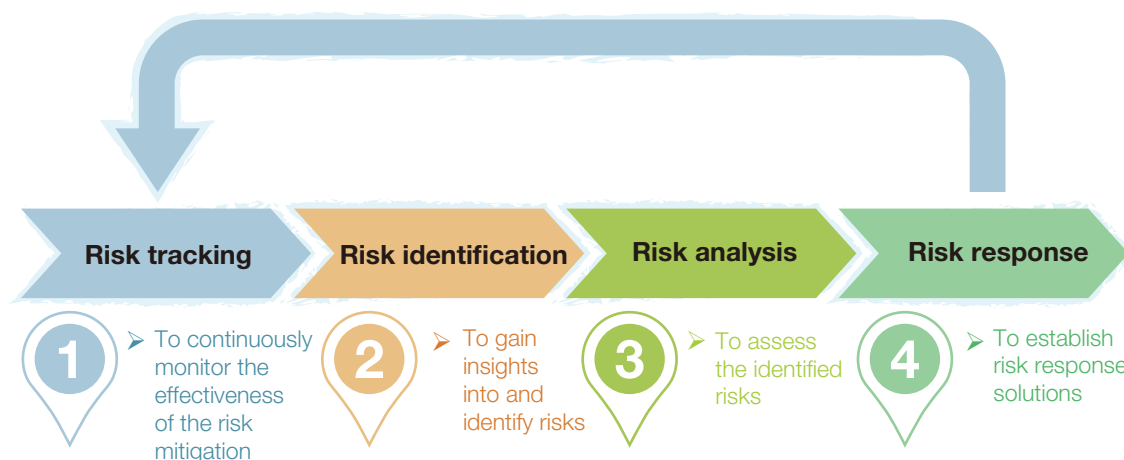 Risk tracking
Risk identification
Risk analysis
Risk response
1
➢ To continuously
monitor the
effectiveness
of the risk
mitigation
2
➢ To gain
insights
into and
identify risks
3
➢ To assess
the identified
risks
4
➢ To establish
risk response
solutions